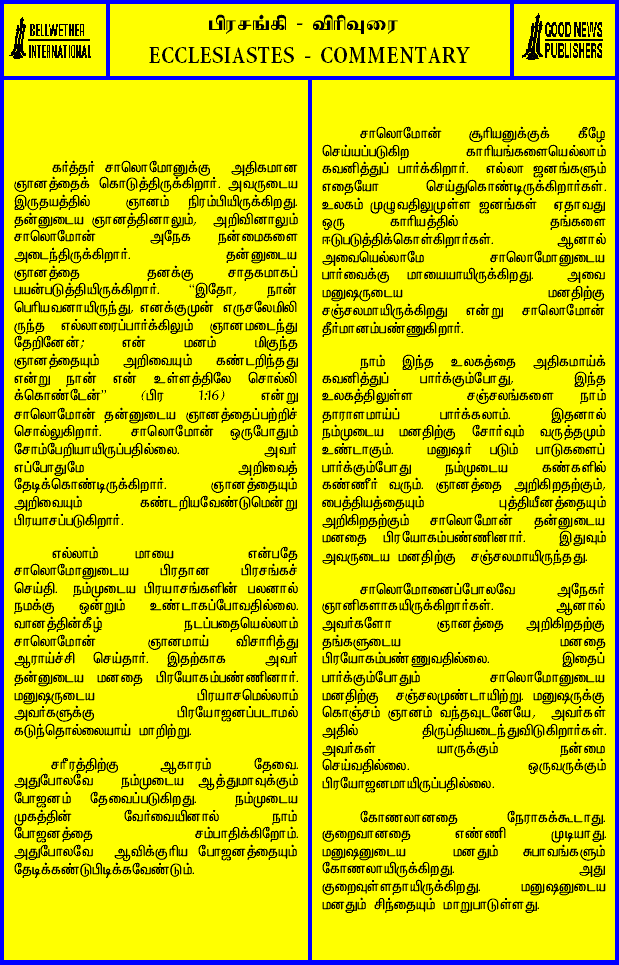 BELLWETHER
INTERNATIONAL
பிரசங்கி - விரிவுரை
ECCLESIASTES - COMMENTARY
GOOD NEWS
PUBLISHERS
கர்த்தர் சாலொமோனுக்கு அதிகமான
ஞானத்தைக் கொடுத்திருக்கிறார். அவருடைய
இருதயத்தில் ஞானம் நிரம்பியிருக்கிறது.
தன்னுடைய ஞானத்தினாலும், அறிவினாலும்
சாலொமோன் அநேக நன்மைகளை
அடைந்திருக்கிறார். தன்னுடைய
ஞானத்தை தனக்கு சாதகமாகப்
பயன்படுத்தியிருக்கிறார். “இதோ, நான்
பெரியவனாயிருந்து, எனக்குமுன் எருசலேமிலி
ருந்த எல்லாரைப்பார்க்கிலும் ஞானமடைந்து
தேறினேன்; என் மனம் மிகுந்த
ஞானத்தையும் அறிவையும் கண்டறிந்தது
என்று நான் என் உள்ளத்திலே சொல்லி
க்கொண்டேன்” (பிர 1:16) என்று
சாலொமோன் தன்னுடைய ஞானத்தைப்பற்றிச்
சொல்லுகிறார். சாலொமோன் ஒருபோதும்
சோம்பேறியாயிருப்பதில்லை. அவர்
எப்போதுமே அறிவைத்
தேடிக்கொண்டிருக்கிறார். ஞானத்தையும்
அறிவையும் கண்டறியவேண்டுமென்று
பிரயாசப்படுகிறார்.
எல்லாம் மாயை என்பதே
சாலொமோனுடைய பிரதான பிரசங்கச்
செய்தி. நம்முடைய பிரயாசங்களின் பலனால்
நமக்கு ஒன்றும் உண்டாகப்போவதில்லை.
வானத்தின்கீழ் நடப்பதையெல்லாம்
சாலொமோன் ஞானமாய் விசாரித்து
ஆராய்ச்சி செய்தார். இதற்காக அவர்
தன்னுடைய மனதை பிரயோகம்பண்ணினார்.
மனுஷருடைய பிரயாசமெல்லாம்
அவர்களுக்கு பிரயோஜனப்படாமல்
கடுந்தொல்லையாய் மாறிற்று.
சரீரத்திற்கு ஆகாரம் தேவை.
அதுபோலவே நம்முடைய ஆத்துமாவுக்கும்
போஜனம் தேவைப்படுகிறது. நம்முடைய
முகத்தின் வேர்வையினால் நாம்
போஜனத்தை சம்பாதிக்கிறோம்.
அதுபோலவே ஆவிக்குரிய போஜனத்தையும்
தேடிக்கண்டுபிடிக்கவேண்டும்.
சாலொமோன் சூரியனுக்குக் கீழே
செய்யப்படுகிற காரியங்களையெல்லாம்
கவனித்துப் பார்க்கிறார். எல்லா ஜனங்களும்
எதையோ செய்துகொண்டிருக்கிறார்கள்.
உலகம் முழுவதிலுமுள்ள ஜனங்கள் ஏதாவது
ஒரு காரியத்தில் தங்களை
ஈடுபடுத்திக்கொள்கிறார்கள். ஆனால்
அவையெல்லாமே சாலொமோனுடைய
பார்வைக்கு மாயையாயிருக்கிறது. அவை
மனுஷருடைய மனதிற்கு
சஞ்சலமாயிருக்கிறது என்று சாலொமோன்
தீர்மானம்பண்ணுகிறார்.
நாம் இந்த உலகத்தை அதிகமாய்க்
கவனித்துப் பார்க்கும்போது, இந்த
உலகத்திலுள்ள சஞ்சலங்களை நாம்
தாராளமாய்ப் பார்க்கலாம். இதனால்
நம்முடைய மனதிற்கு சோர்வும் வருத்தமும்
உண்டாகும். மனுஷர் படும் பாடுகளைப்
பார்க்கும்போது நம்முடைய கண்களில்
கண்ணீர் வரும். ஞானத்தை அறிகிறதற்கும்,
பைத்தியத்தையும் புத்தியீனத்தையும்
அறிகிறதற்கும் சாலொமோன் தன்னுடைய
மனதை பிரயோகம்பண்ணினார். இதுவும்
அவருடைய மனதிற்கு சஞ்சலமாயிருந்தது.
சாலொமோனைப்போலவே அநேகர்
ஞானிகளாகயிருக்கிறார்கள். ஆனால்
அவர்களோ ஞானத்தை அறிகிறதற்கு
தங்களுடைய மனதை
பிரயோகம்பண்ணுவதில்லை. இதைப்
பார்க்கும்போதும் சாலொமோனுடைய
மனதிற்கு சஞ்சலமுண்டாயிற்று. மனுஷருக்கு
கொஞ்சம் ஞானம் வந்தவுடனேயே, அவர்கள்
அதில் திருப்தியடைந்துவிடுகிறார்கள்.
அவர்கள் யாருக்கும் நன்மை
செய்வதில்லை. ஒருவருக்கும்
பிரயோஜனமாயிருப்பதில்லை.
கோணலானதை நேராகக்கூடாது.
குறைவானதை எண்ணி முடியாது.
மனுஷனுடைய மனதும் சுபாவங்களும்
கோணலாயிருக்கிறது. அது
குறைவுள்ளதாயிருக்கிறது. மனுஷனுடைய
மனதும் சிந்தையும் மாறுபாடுள்ளது.